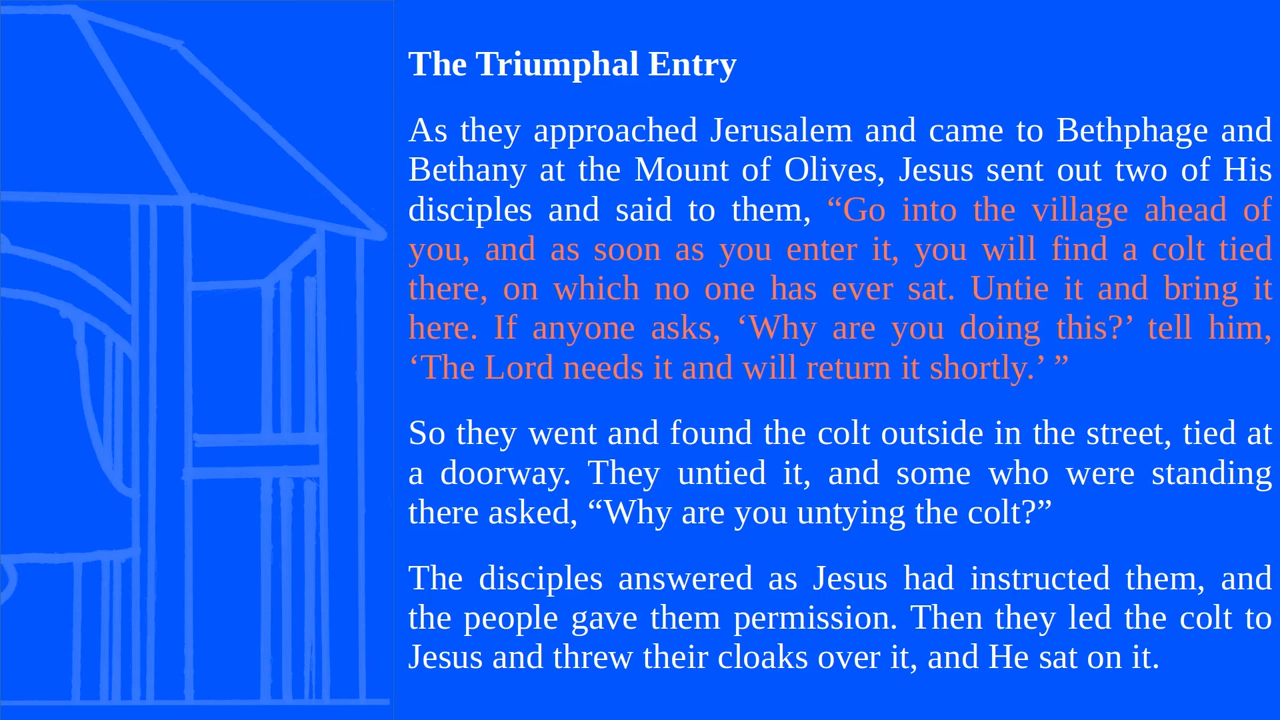 The Triumphal Entry
As they approached Jerusalem and came to Bethphage and
Bethany at the Mount of Olives, Jesus sent out two of His
disciples and said to them, “Go into the village ahead of
you, and as soon as you enter it, you will find a colt tied
there, on which no one has ever sat. Untie it and bring it
here. If anyone asks, ‘Why are you doing this?’ tell him,
‘The Lord needs it and will return it shortly.’ ”
So they went and found the colt outside in the street, tied at
a doorway. They untied it, and some who were standing
there asked, “Why are you untying the colt?”
The disciples answered as Jesus had instructed them, and
the people gave them permission. Then they led the colt to
Jesus and threw their cloaks over it, and He sat on it.